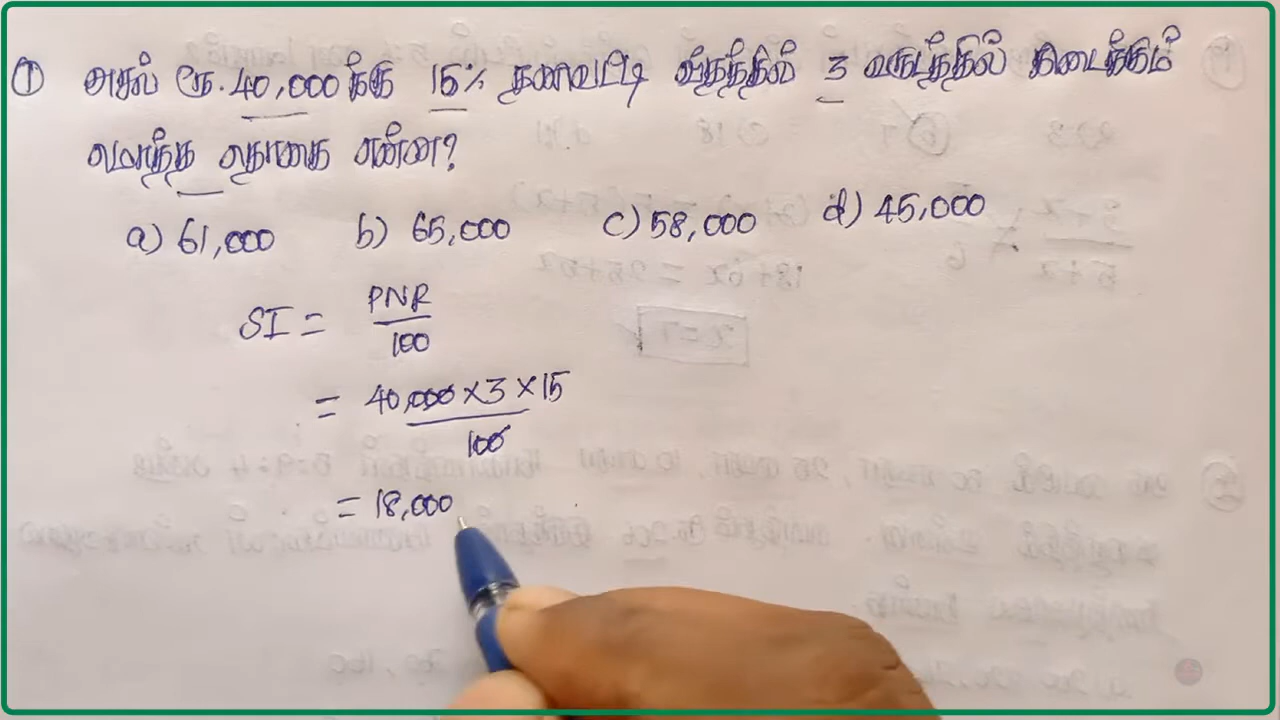 ① அசல் ரூ.40,000க்கு 15% தனிவட்டி வீதத்தில் 3 வருடத்தில் கிடைக்கும்
மொத்த தொகை என்ன?
a) 61,000 b) 65,000 c) 58,000 d) 45,000
SI = PNR
100
= 40,000 x 3 x 15
100
= 18,000